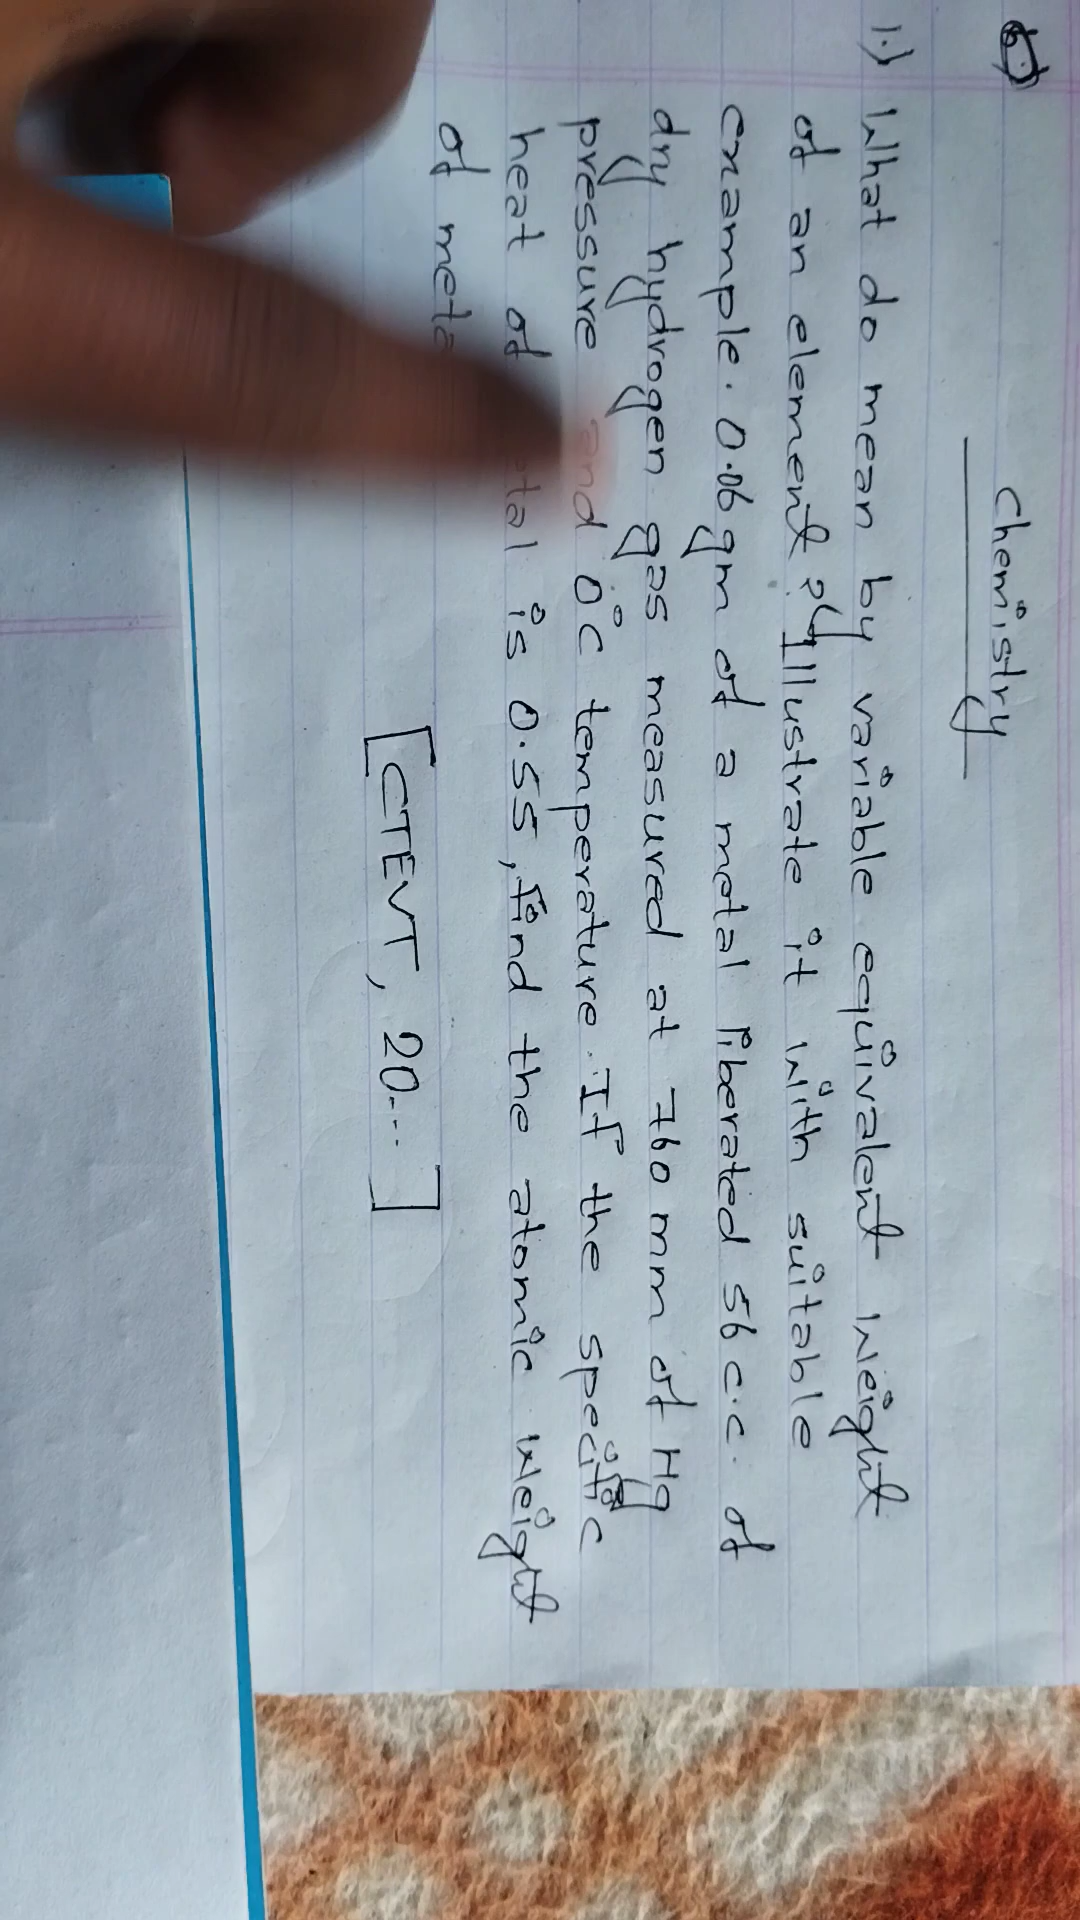 Chemistry
6.)
1.) What do mean by variable equivalent weight
of an element? Illustrate it with suitable
example. 0.06 gm of a metal liberated 56 c.c. of
dry hydrogen gas measured at 760 mm of Hg
pressure and 0°c temperature. If the specific
heat of is 0.55, find the atomic weight
of
[CTEVT, 20...]